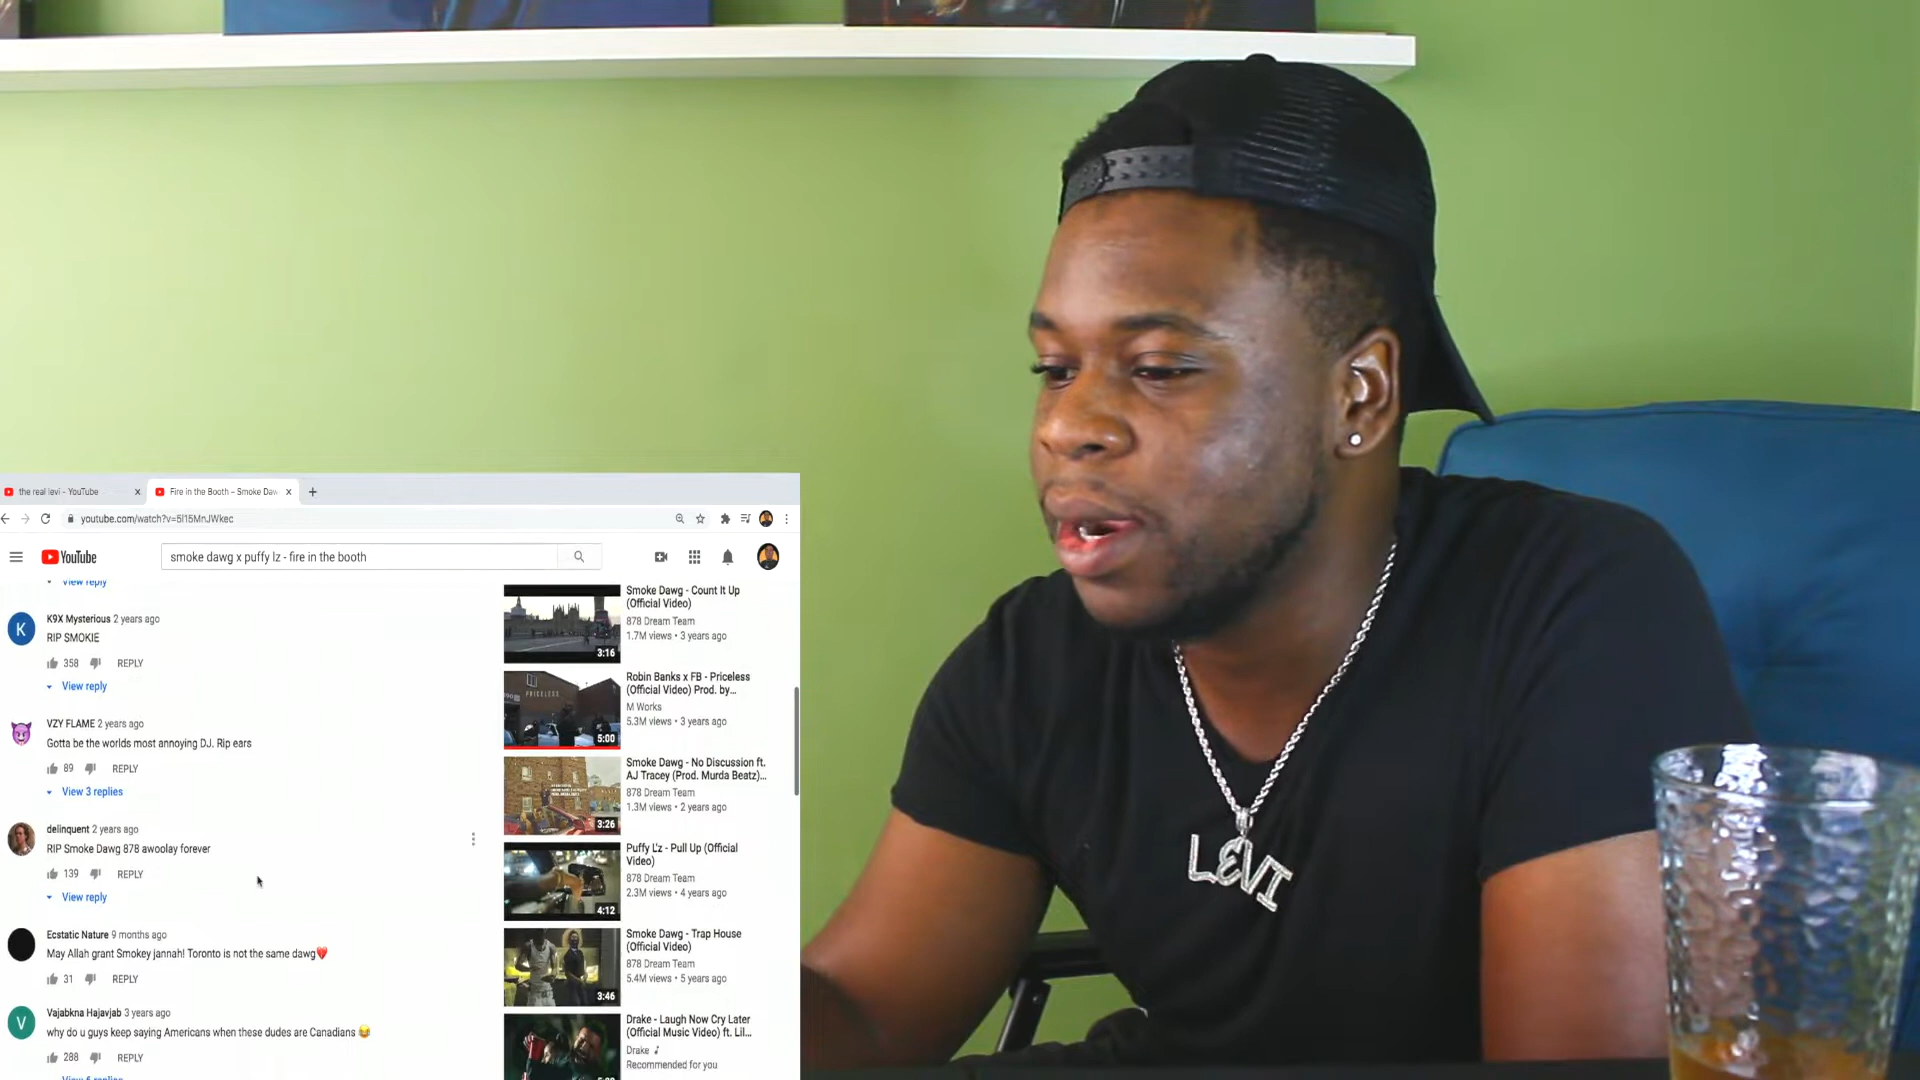 the real levi - YouTube
Fire in the Booth – Smoke Daw
youtube.com/watch?v=5l15MnJWkec
YouTube
smoke dawg x puffy lz - fire in the booth
View reply
K
K9X Mysterious 2 years ago
RIP SMOKIE
358 REPLY
View reply
VZY FLAME 2 years ago
Gotta be the worlds most annoying DJ. Rip ears
89 REPLY
View 3 replies
delinquent 2 years ago
RIP Smoke Dawg 878 awoolay forever
139 REPLY
View reply
Ecstatic Nature 9 months ago
May Allah grant Smokey jannah! Toronto is not the same dawg❤️
31 REPLY
V
Vajabkna Hajavjab 3 years ago
why do u guys keep saying Americans when these dudes are Canadians 😂
288 REPLY
View 6 replies
3:16
Smoke Dawg - Count It Up
(Official Video)
878 Dream Team
1.7M views • 3 years ago
PRICELESS
5:00
Robin Banks x FB - Priceless
(Official Video) Prod. by...
M Works
5.3M views • 3 years ago
3:26
Smoke Dawg - No Discussion ft.
AJ Tracey (Prod. Murda Beatz)...
878 Dream Team
1.3M views • 2 years ago
4:12
Puffy L'z - Pull Up (Official
Video)
878 Dream Team
2.3M views • 4 years ago
3:46
Smoke Dawg - Trap House
(Official Video)
878 Dream Team
5.4M views • 5 years ago
Drake - Laugh Now Cry Later
(Official Music Video) ft. Lil...
Drake
Recommended for you
LEVI